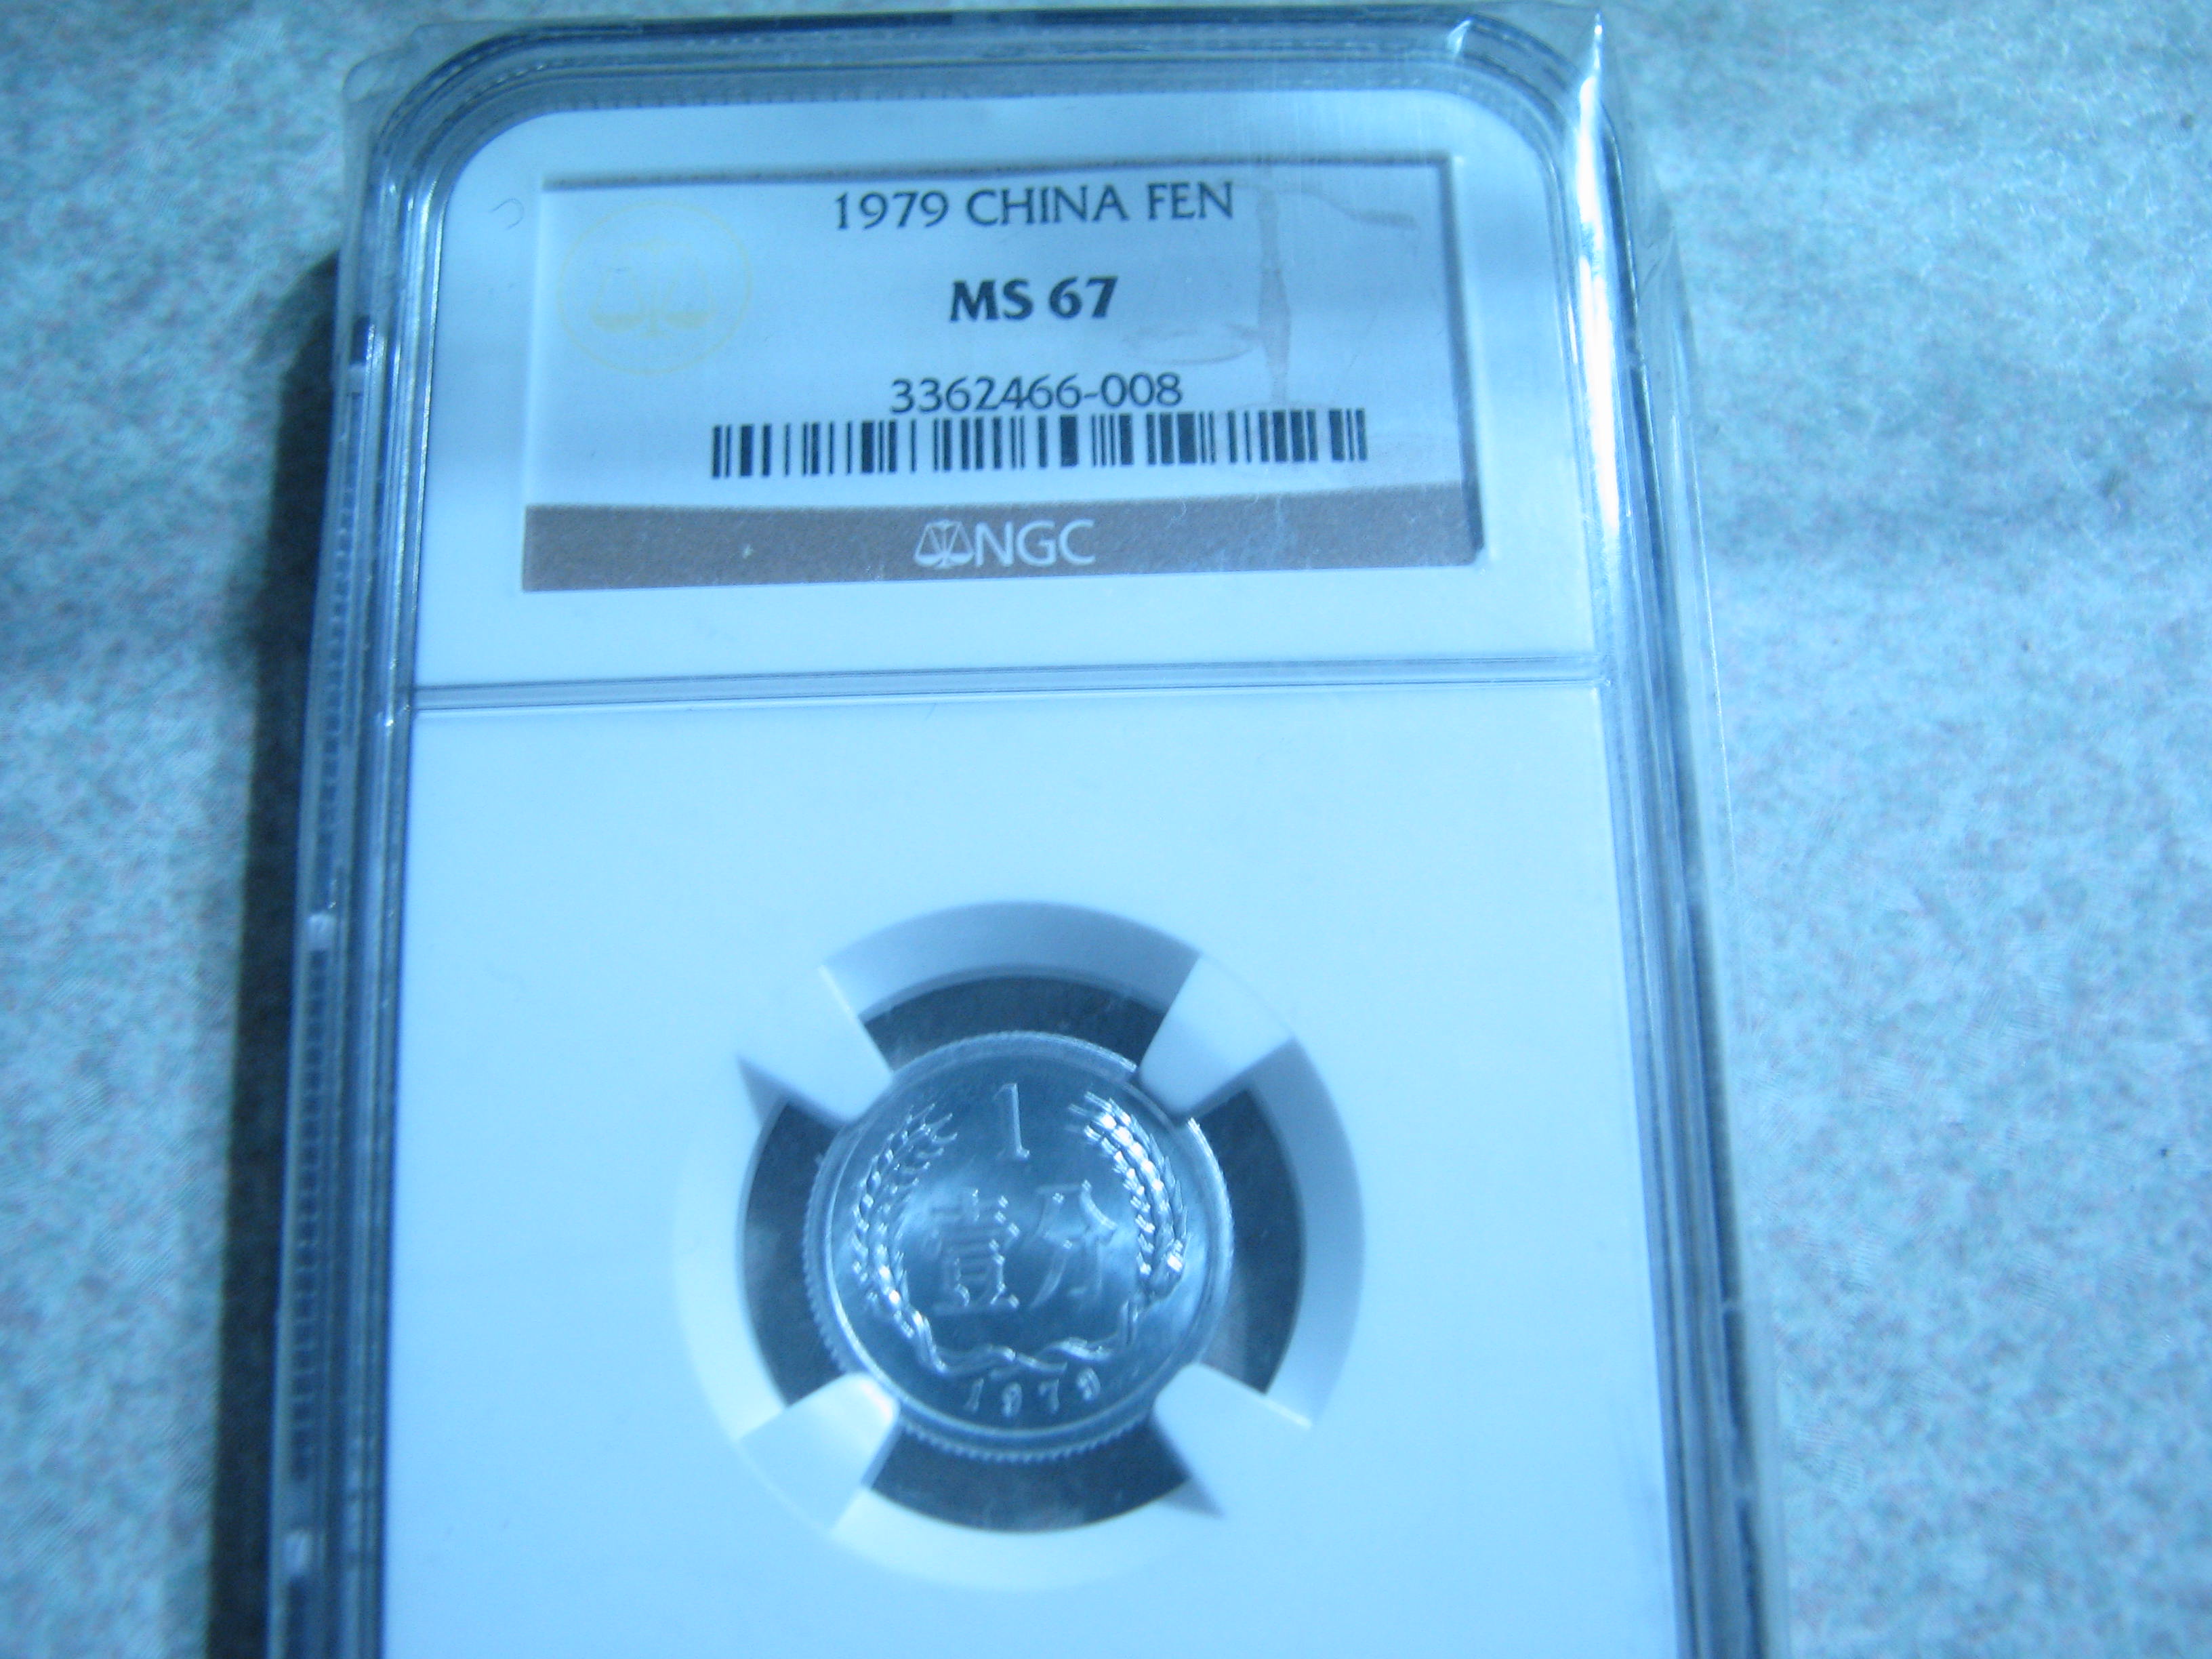 1979 CHINA FEN
MS 67
3362466-008
NGC
1
壹分
1979